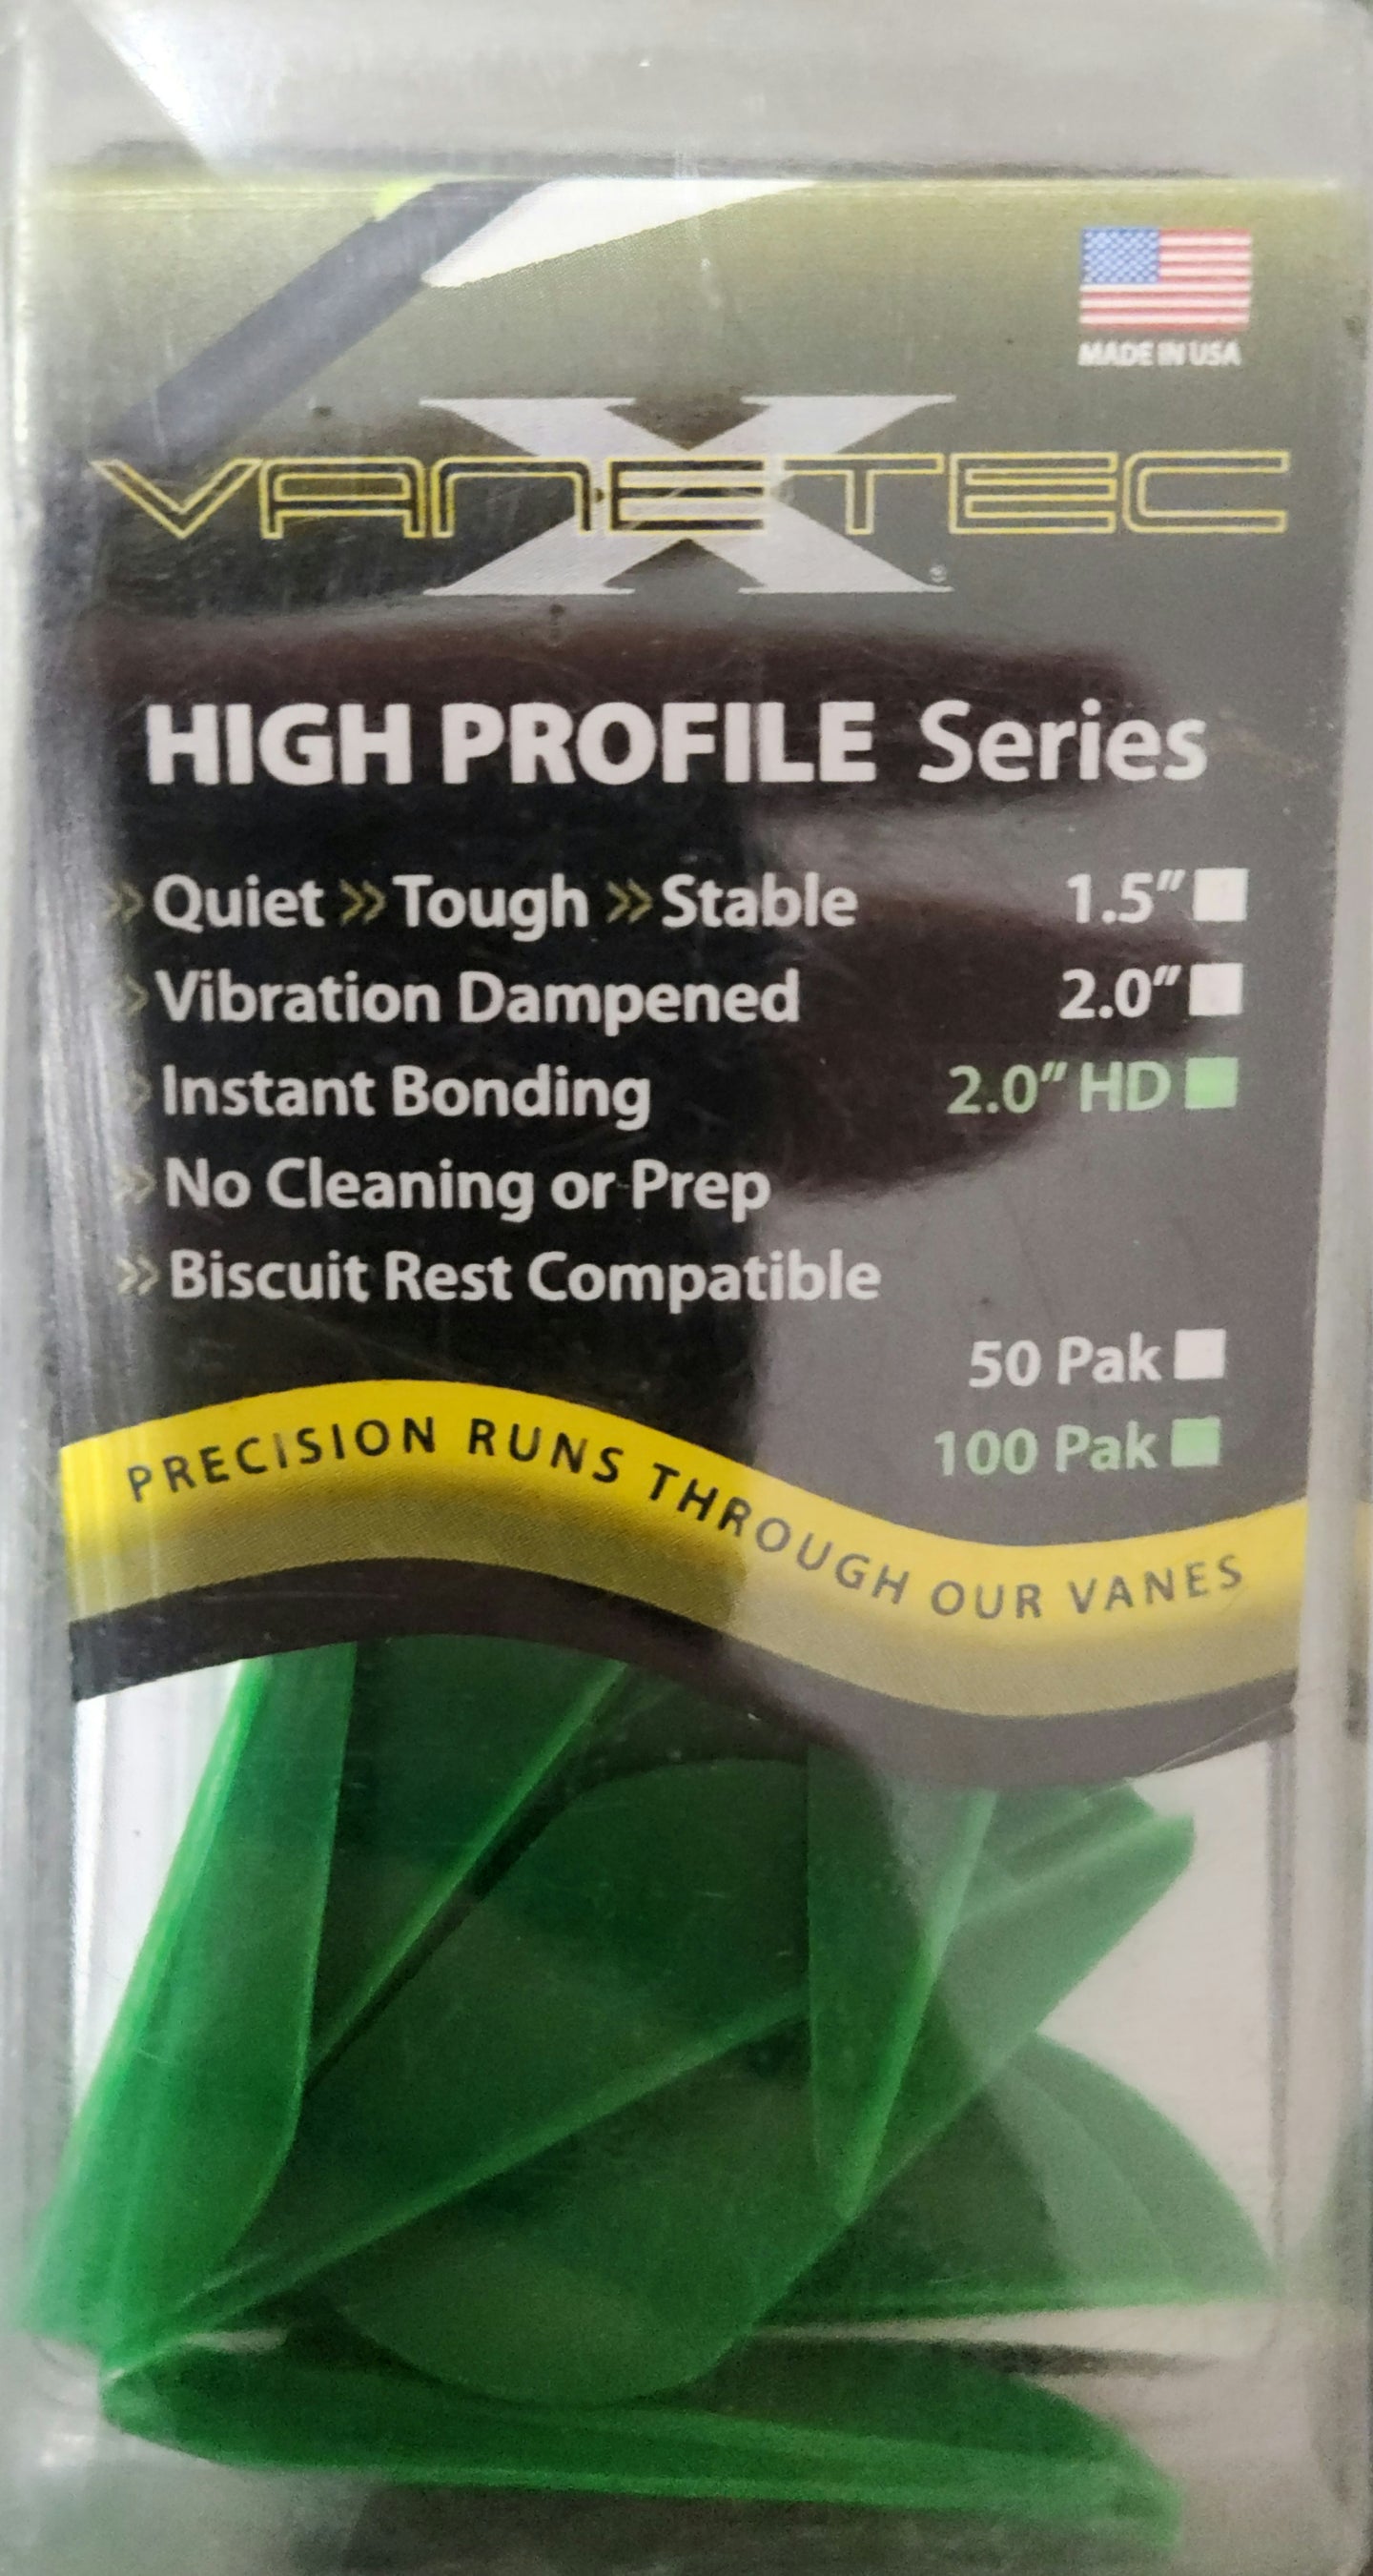 MADE IN USA
X
VANETEC
®
HIGH PROFILE Series
» Quiet » Tough » Stable 1.5"
» Vibration Dampened 2.0"
» Instant Bonding 2.0" HD
» No Cleaning or Prep
» Biscuit Rest Compatible
50 Pak
100 Pak
PRECISION RUNS THROUGH OUR VANES